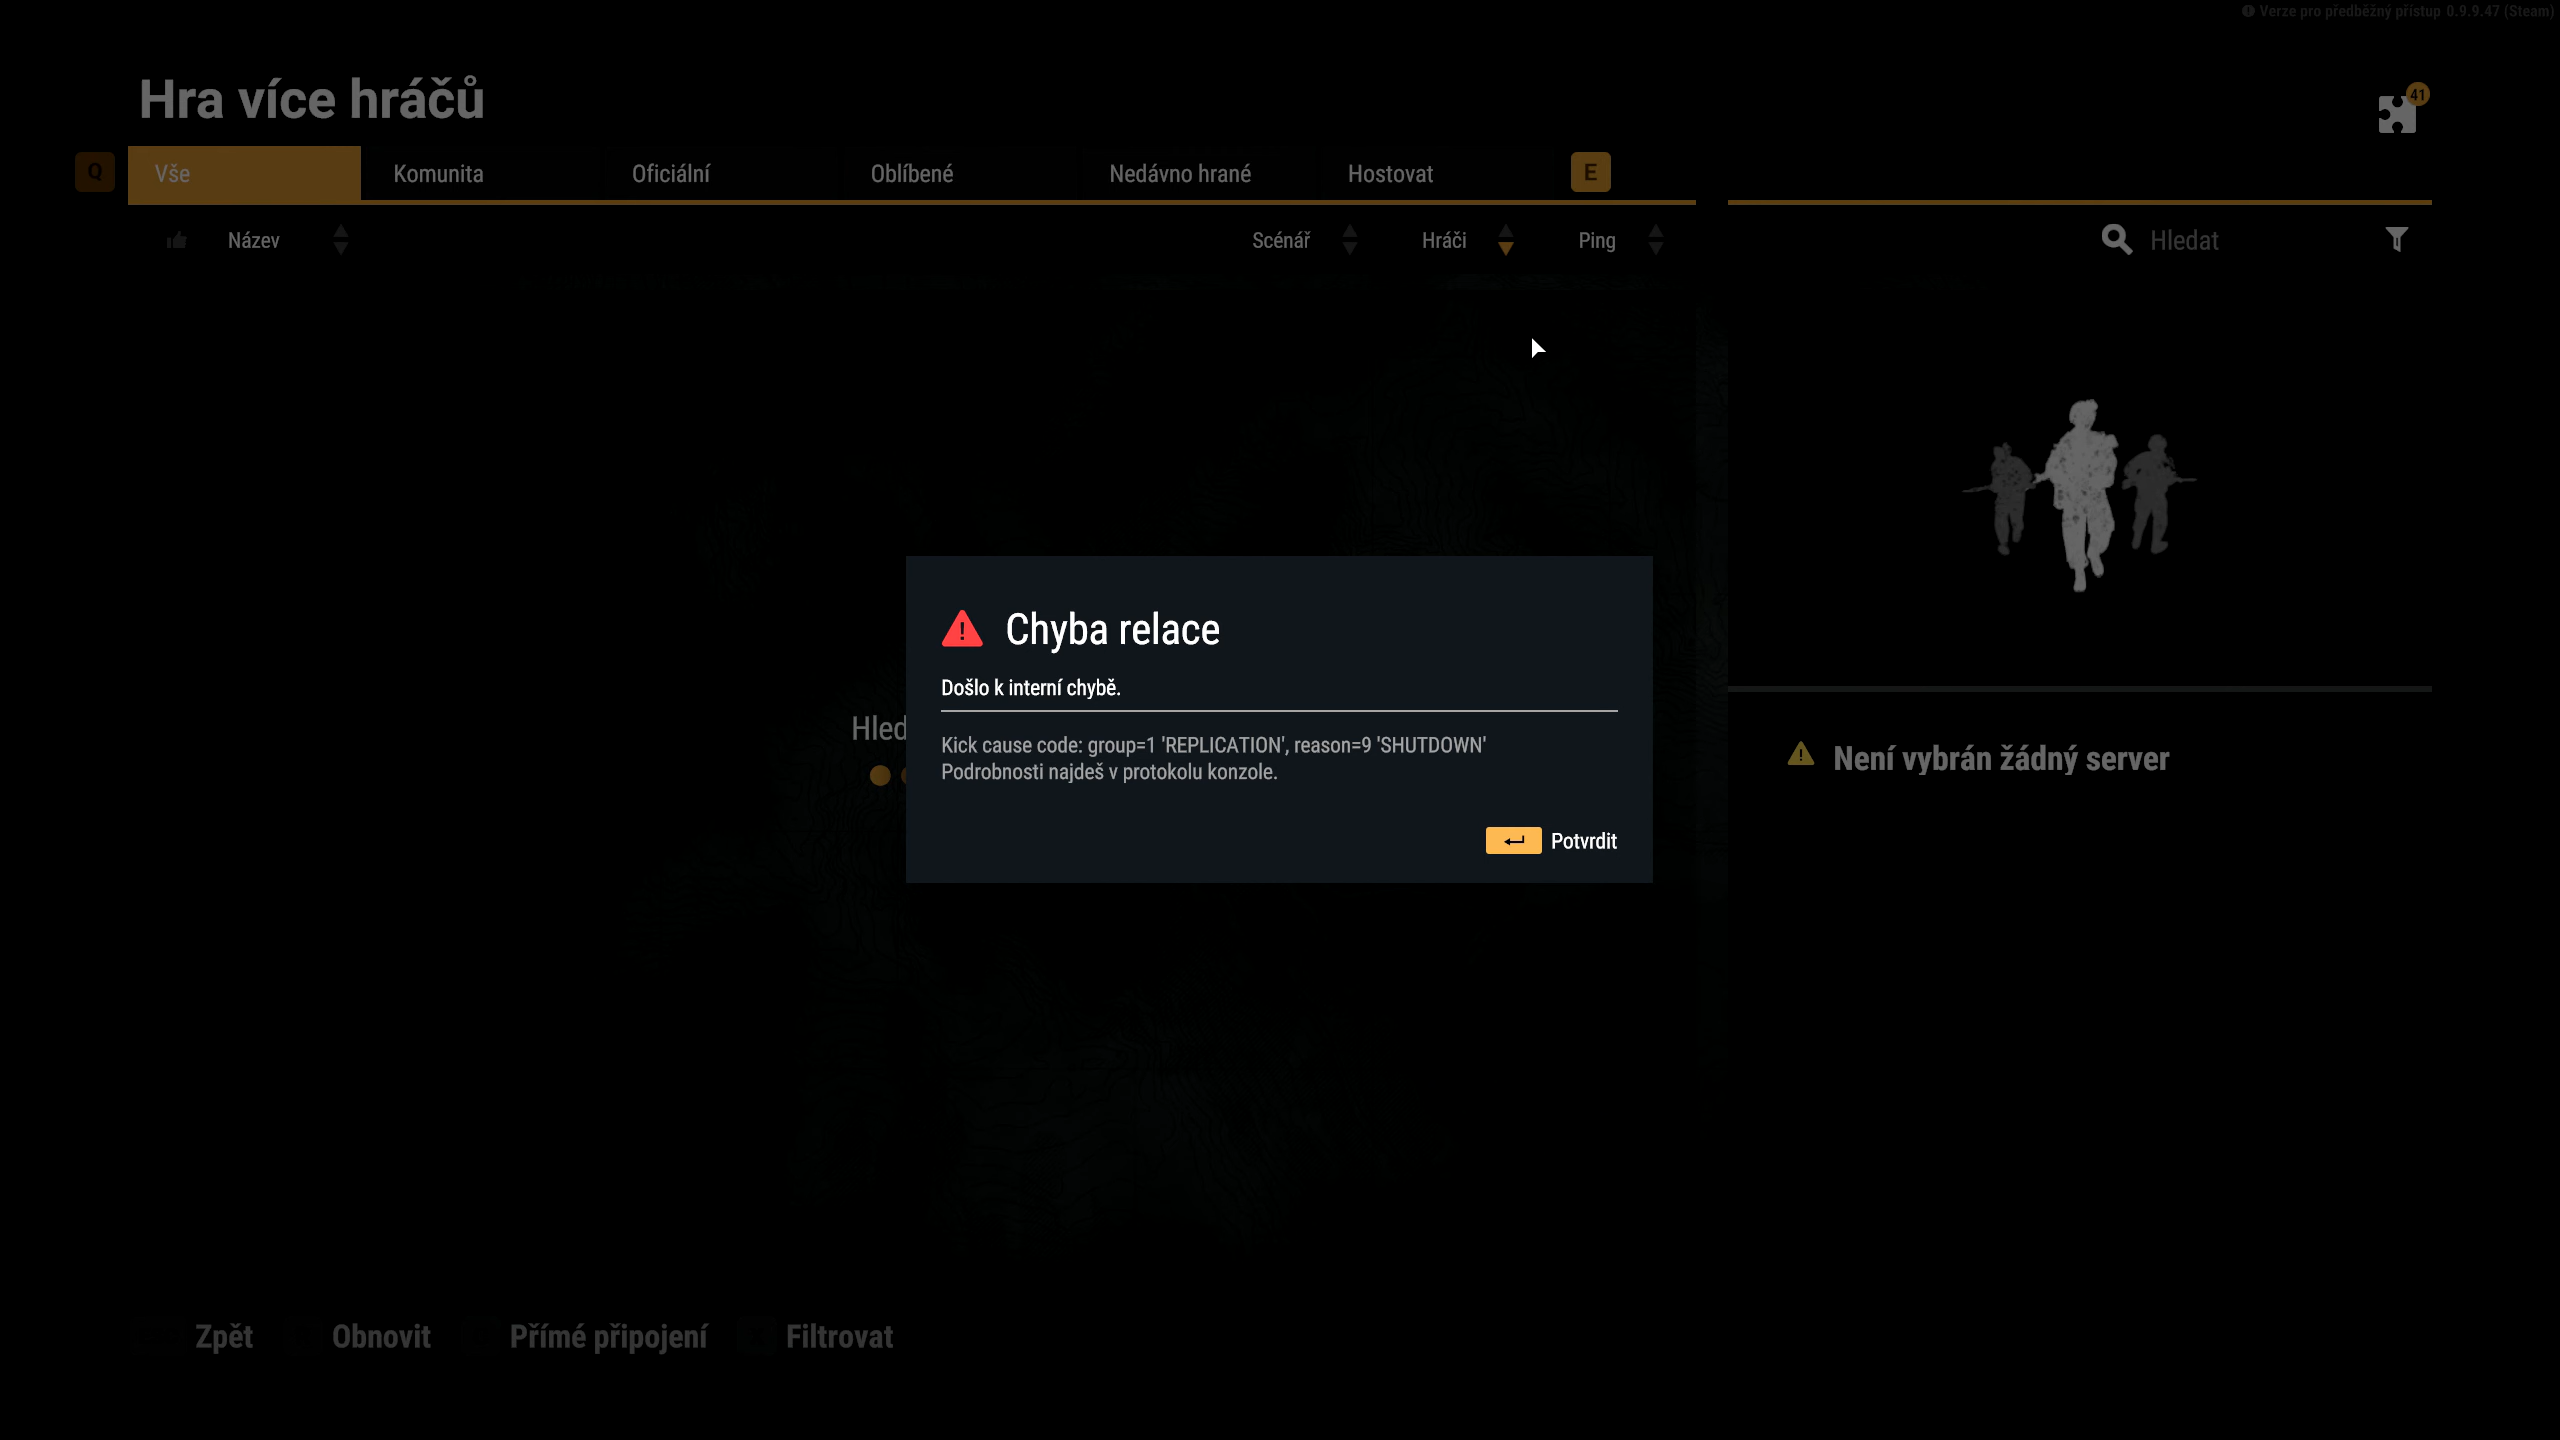 Verze pro předběžný přístup 0.9.9.47 (Steam)
Hra více hráčů
41
Q Vše Komunita Oficiální Oblíbené Nedávno hrané Hostovat E
Název Scénář Hráči Ping Hledat
Chyba relace
Došlo k interní chybě.
Hled
Kick cause code: group=1 'REPLICATION', reason=9 'SHUTDOWN'
Podrobnosti najdeš v protokolu konzole.
Není vybrán žádný server
Potvrdit
Zpět Obnovit Přímé připojení Filtrovat